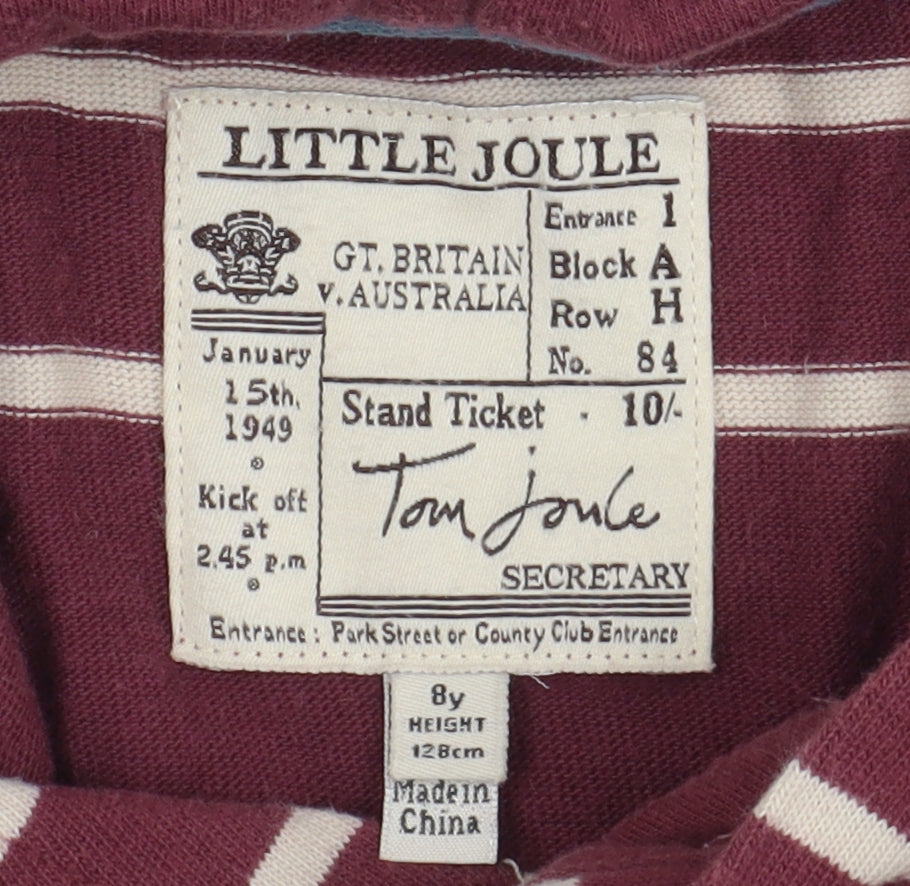 LITTLE JOULE
GT. BRITAIN
V. AUSTRALIA
Entrance 1
Block A
Row H
No. 84
January
15th.
1949
Kick off
at
2.45 p.m
Stand Ticket · 10/-
Tom Joule
SECRETARY
Entrance: Park Street or County Club Entrance
8y
HEIGHT
128cm
Made in
China